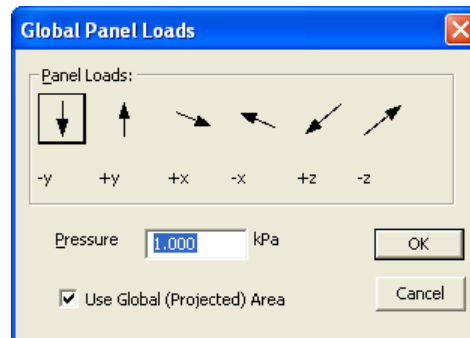 Global Panel Loads
Panel Loads:
-y +y +x -x +z -z
Pressure 1.000 kPa
OK
Use Global (Projected) Area
Cancel